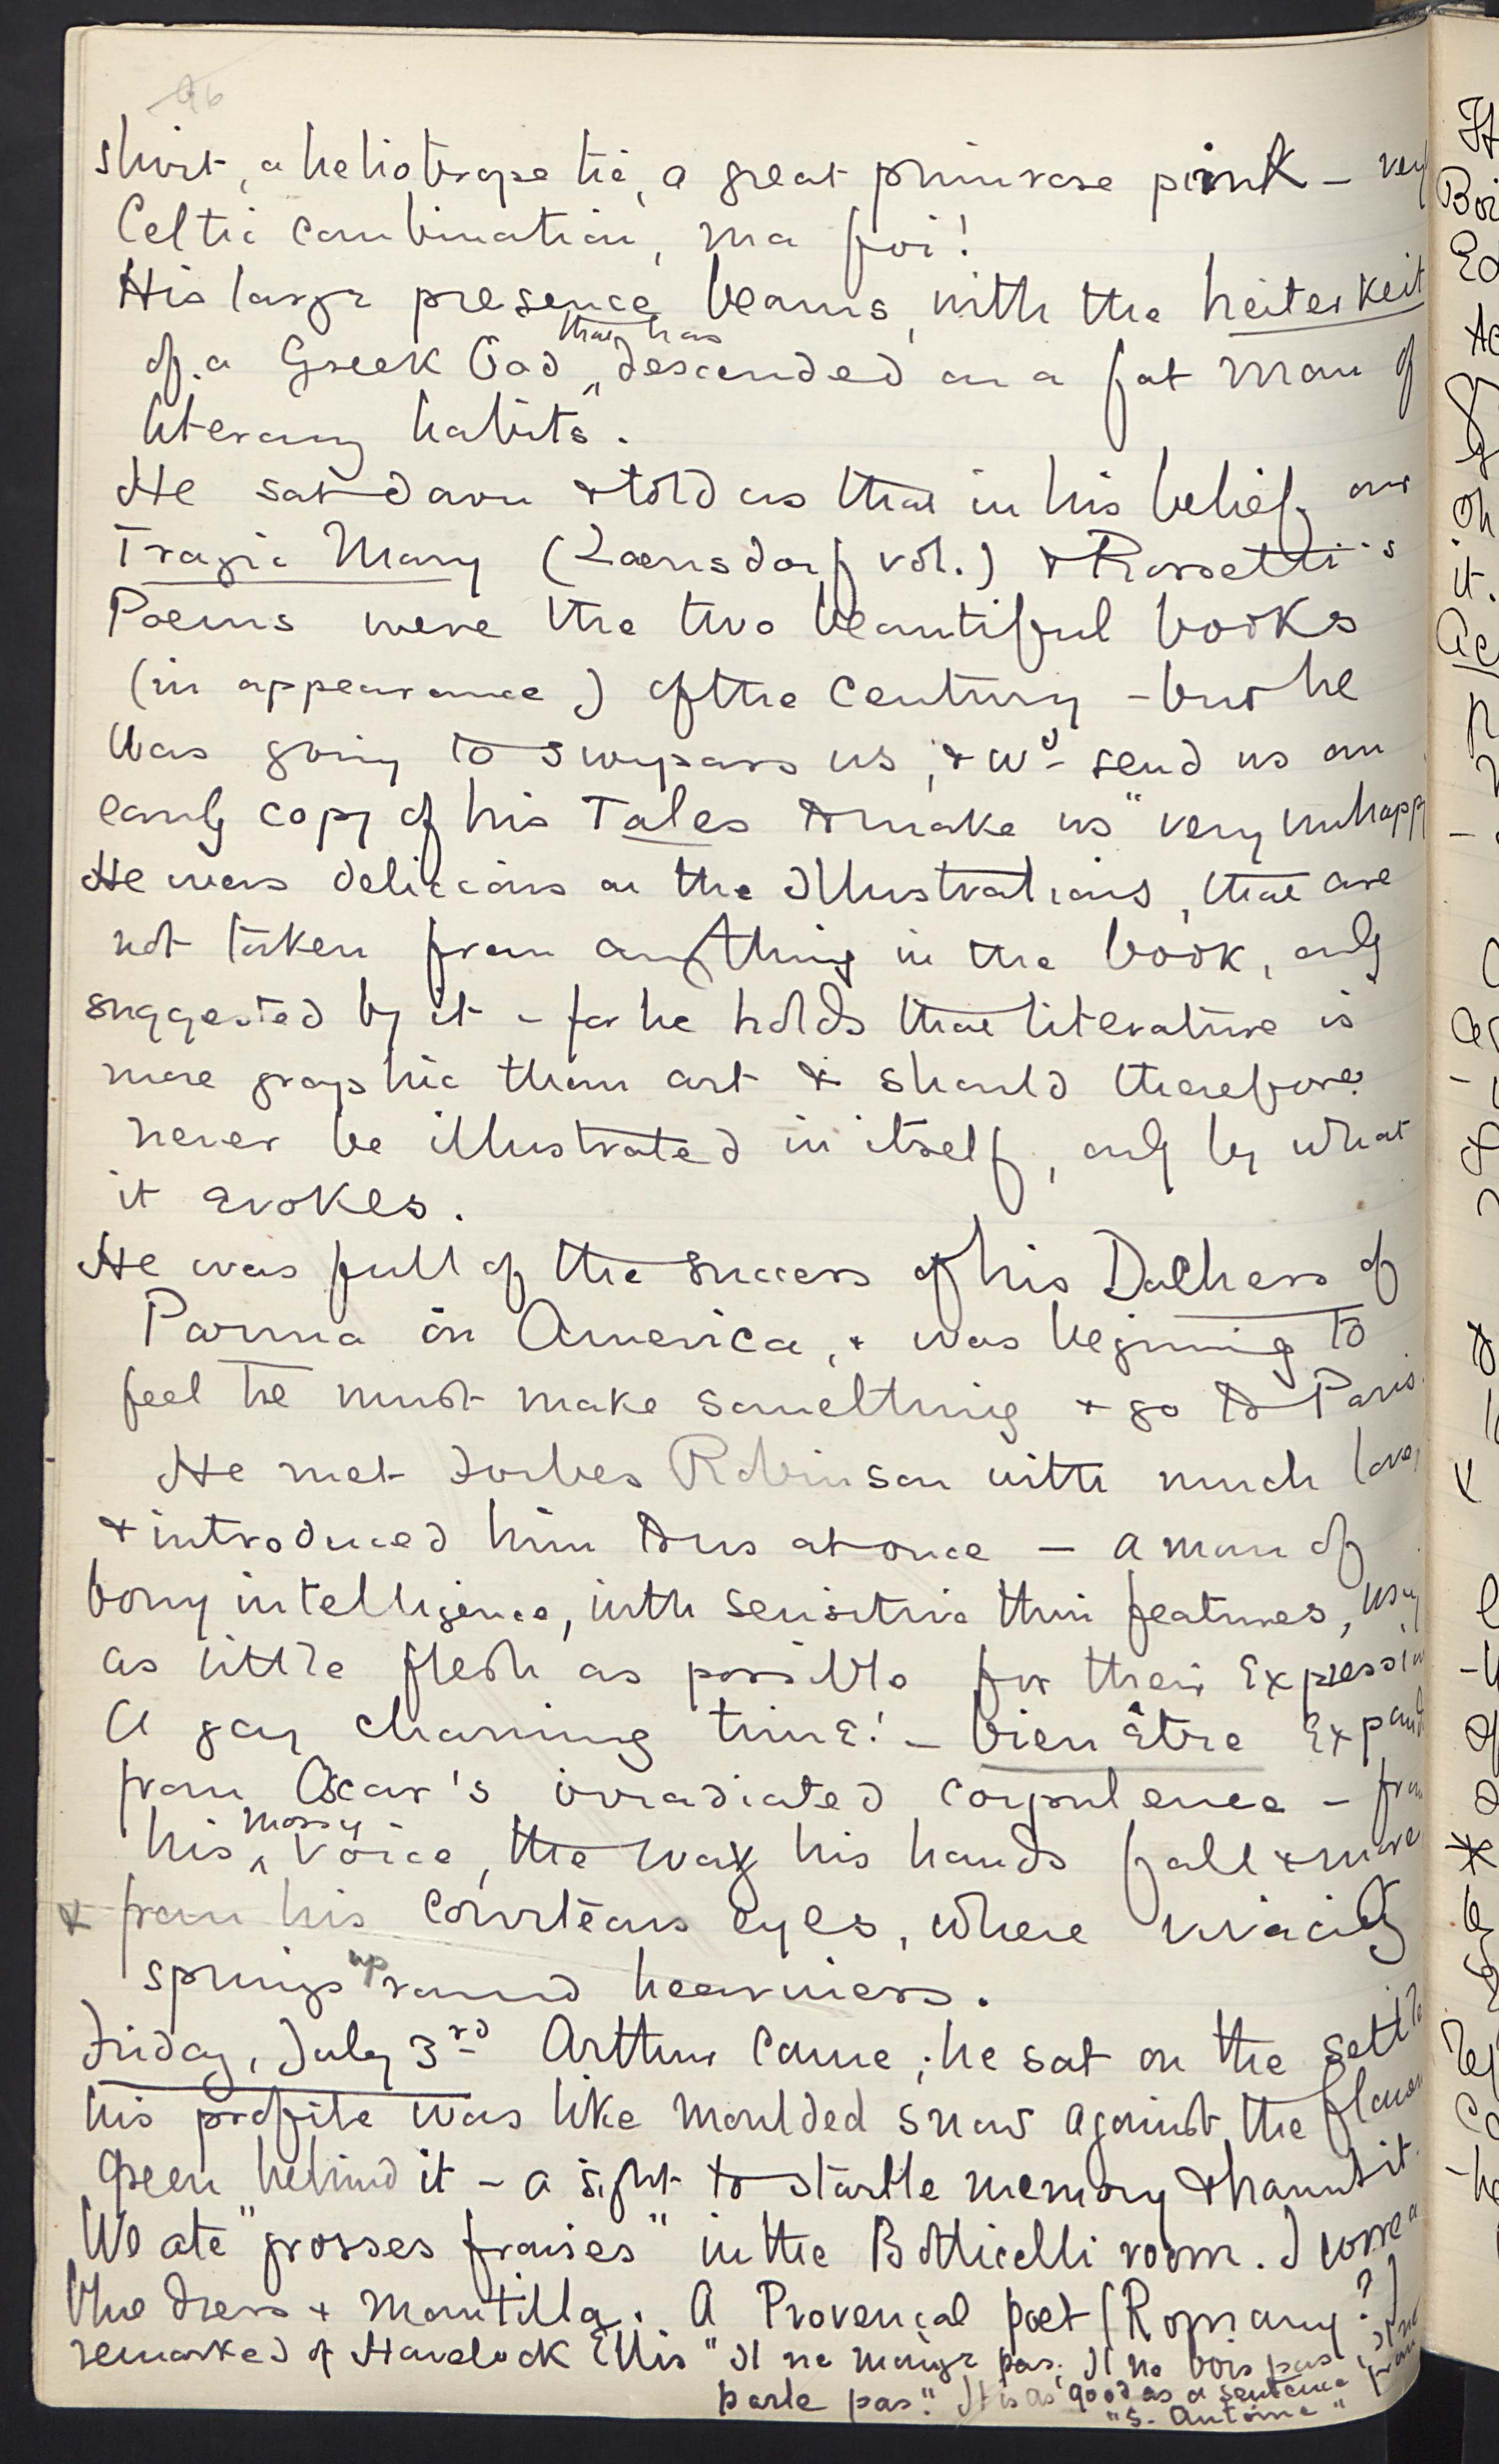 96
shirt, a heliotrope tie, a great primrose pink — very
Celtic combination, ma foi!
His large presence beams, with the heiterkeit
of a Greek God that has descended on a fat man of
literary habits.
He sat down & told us that in his belief our
Tragic Mary (Loensdorf vol.) & Rossetti's
Poems were the two beautiful books
(in appearance) of the century — but he
was going to surpass us, & wd send us an
early copy of his Tales to make us "very unhappy
He was delicious on the illustrations, that are
not taken from anything in the book, only
suggested by it — for he holds that literature is
more graphic than art & should therefore
never be illustrated in itself, only by what
it evokes.
He was full of the success of his Duchess of
Parma in America, & was begining to
feel he must make something & go to Paris.
He met Forbes Robinson with much love,
& introduced him to us at once — a man of
bony intelligence, with sensitive thin features, using
as little flesh as possible for their expression
A gay charming time! — bien être expands
from Oscar's irradiated corpulence — from
his mossy voice, the way his hands fall & move
& from his courteous eyes, where vivacity
springs up round heaviness.
Friday, July 3rd Arthur came; he sat on the settle
his profile was like moulded snow against the
green behind it — a sight to startle memory & haunt it.
We ate "grosses fraises" in the Botticelli room. I wore a
blue dress & mantilla. A Provençal poet (Romany?)
remarked of Havelock Ellis "Il ne mange pas, Il ne bois pas, Il ne
parle pas." It is as good as a sentence from
"S. Antoine"